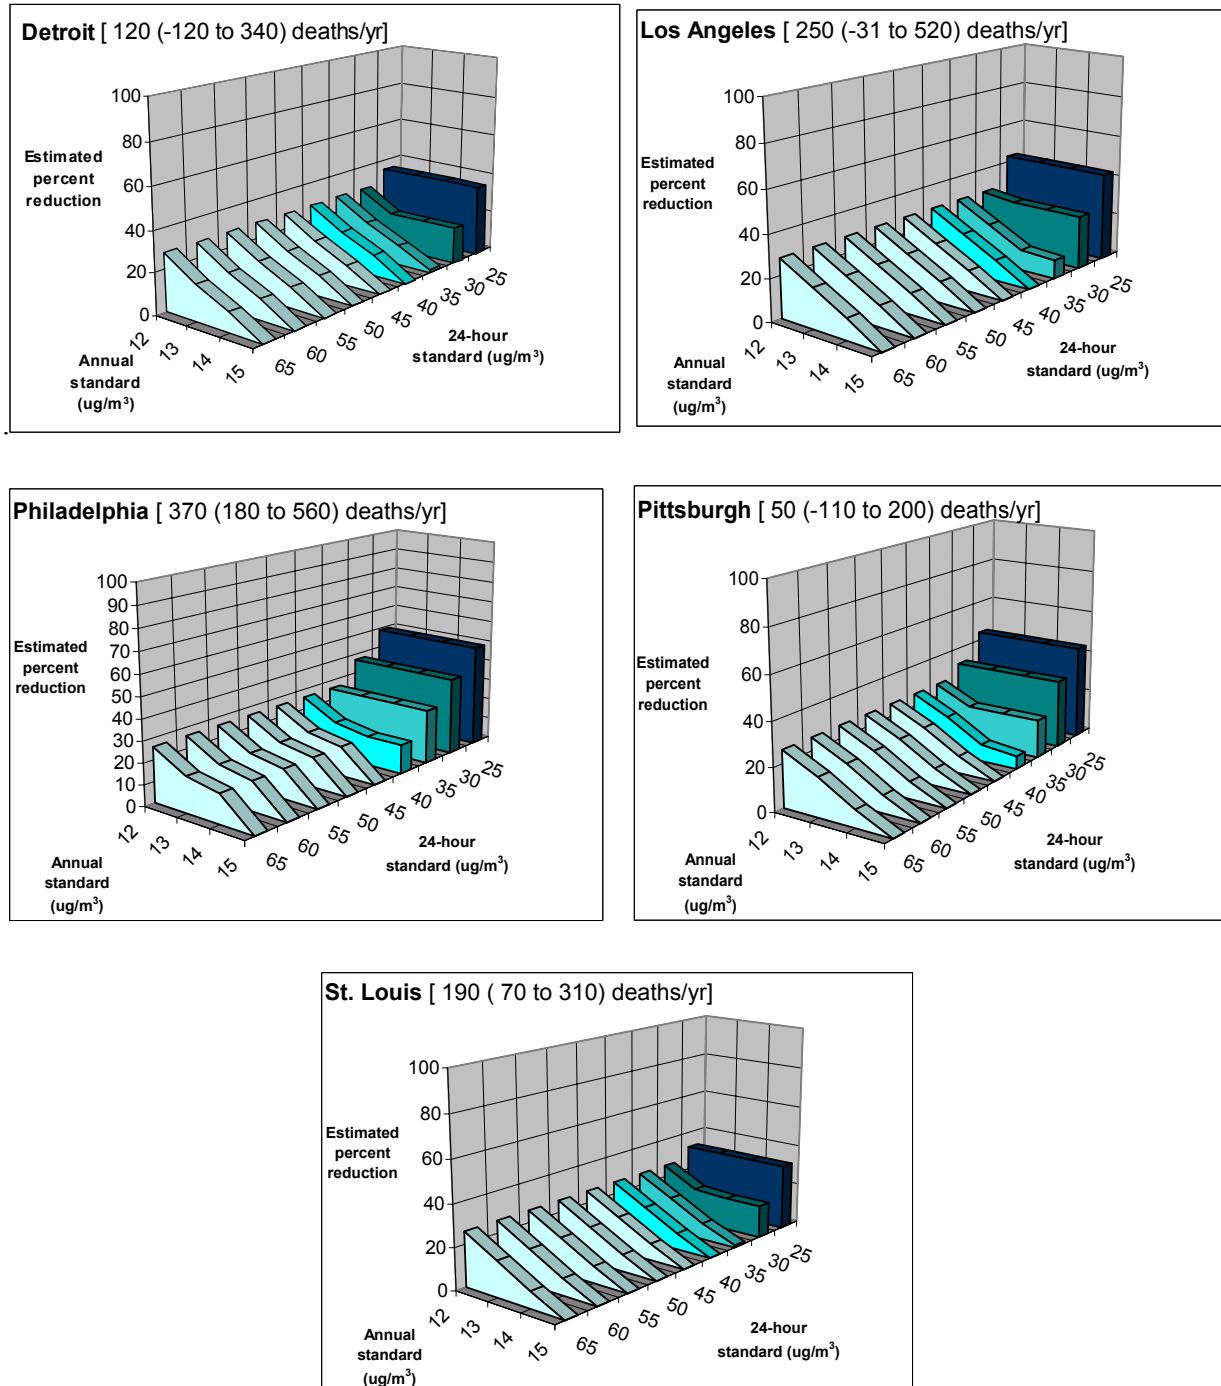 Detroit [ 120 (-120 to 340) deaths/yr]
100
80
60
40
20
0
Estimated
percent
reduction
12
13
14
15
Annual
standard
(ug/m³)
65
60
55
50
45
40
35
30
25
24-hour
standard (ug/m³)
Los Angeles [ 250 (-31 to 520) deaths/yr]
100
80
60
40
20
0
Estimated
percent
reduction
12
13
14
15
Annual
standard
(ug/m³)
65
60
55
50
45
40
35
30
25
24-hour
standard (ug/m³)
Philadelphia [ 370 (180 to 560) deaths/yr]
100
90
80
70
60
50
40
30
20
10
0
Estimated
percent
reduction
12
13
14
15
Annual
standard
(ug/m³)
65
60
55
50
45
40
35
30
25
24-hour
standard (ug/m³)
Pittsburgh [ 50 (-110 to 200) deaths/yr]
100
80
60
40
20
0
Estimated
percent
reduction
12
13
14
15
Annual
standard
(ug/m³)
65
60
55
50
45
40
35
30
25
24-hour
standard (ug/m³)
St. Louis [ 190 ( 70 to 310) deaths/yr]
100
80
60
40
20
0
Estimated
percent
reduction
12
13
14
15
Annual
standard
(ug/m³)
65
60
55
50
45
40
35
30
25
24-hour
standard (ug/m³)